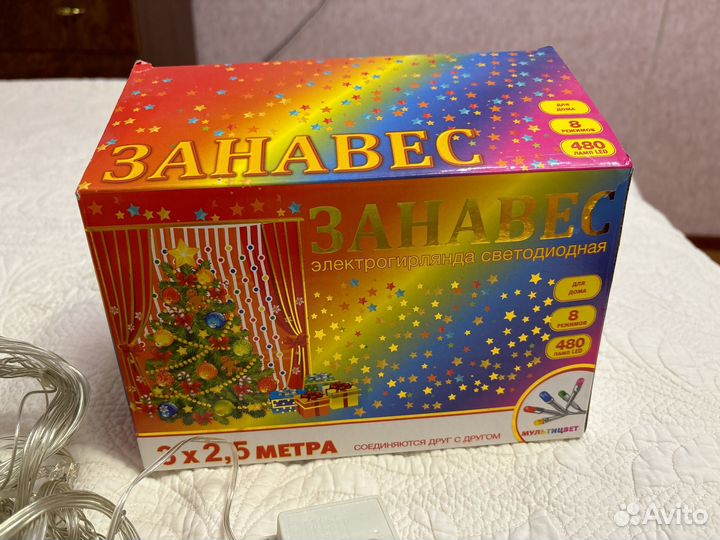 ЗАНАВЕС
для
дома
8
режимов
480
ламп LED
ЗАНАВЕС
электрогирлянда светодиодная
для
дома
8
режимов
480
ламп LED
3 x 2,5 МЕТРА
СОЕДИНЯЮТСЯ ДРУГ С ДРУГОМ
МУЛЬТИЦВЕТ
Avito